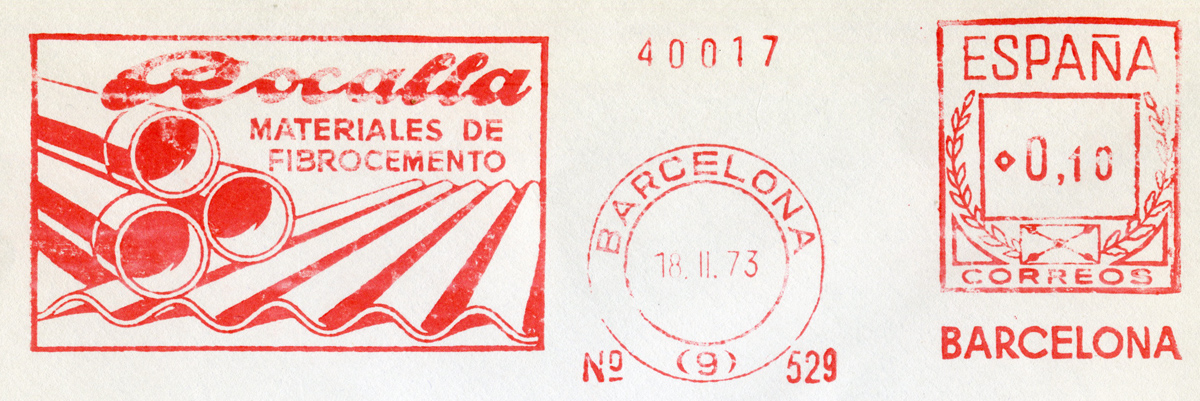 Rocalla
MATERIALES DE
FIBROCEMENTO
40017
BARCELONA
18.II.73
Nº (9) 529
ESPAÑA
0,10
CORREOS
BARCELONA